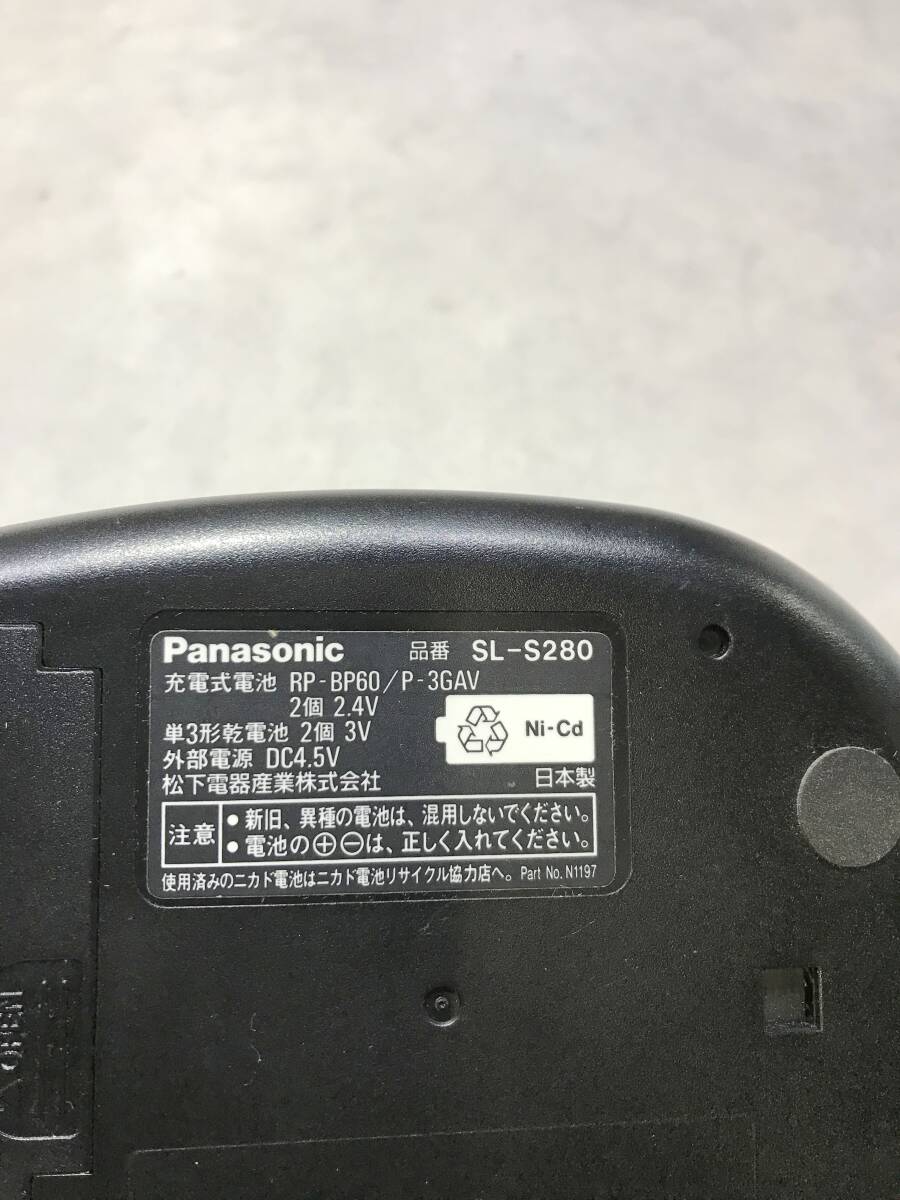 Panasonic 品番 SL-S280
充電式電池 RP-BP60/P-3GAV
2個 2.4V
単3形乾電池 2個 3V
外部電源 DC4.5V
Ni-Cd
松下電器産業株式会社 日本製
注意
• 新旧、異種の電池は、混用しないでください。
• 電池の⊕⊖は、正しく入れてください。
使用済みのニカド電池はニカド電池リサイクル協力店へ。 Part No. N1197
OPEN